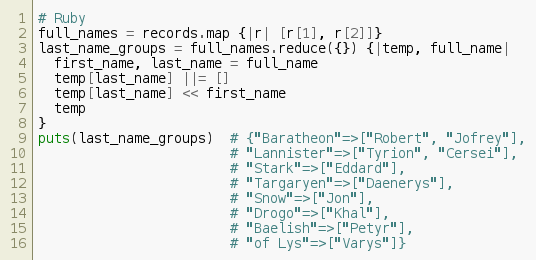 1 # Ruby
2 full_names = records.map {|r| [r[1], r[2]]}
3 last_name_groups = full_names.reduce({}) {|temp, full_name|
4   first_name, last_name = full_name
5   temp[last_name] ||= []
6   temp[last_name] << first_name
7   temp
8 }
9 puts(last_name_groups)  # {"Baratheon"=>["Robert", "Jofrey"],
10                         # "Lannister"=>["Tyrion", "Cersei"],
11                         # "Stark"=>["Eddard"],
12                         # "Targaryen"=>["Daenerys"],
13                         # "Snow"=>["Jon"],
14                         # "Drogo"=>["Khal"],
15                         # "Baelish"=>["Petyr"],
16                         # "of Lys"=>["Varys"]}